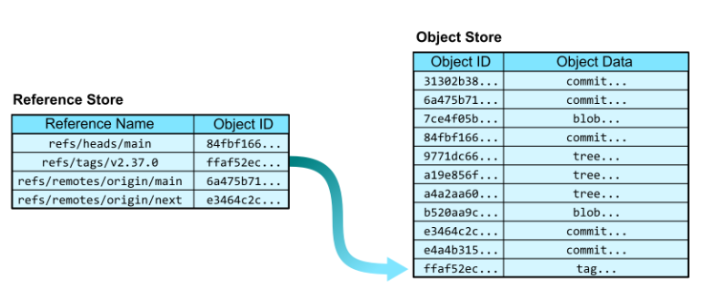 Object Store
Object ID Object Data
31302b38... commit...
6a475b71... commit...
7ce4f05b... blob...
84fbf166... commit...
9771dc66... tree...
a19e856f... tree...
a4a2aa60... tree...
b520aa9c... blob...
e3464c2c... commit...
e4a4b315... commit...
ffaf52ec... tag...
Reference Store
Reference Name Object ID
refs/heads/main 84fbf166...
refs/tags/v2.37.0 ffaf52ec...
refs/remotes/origin/main 6a475b71...
refs/remotes/origin/next e3464c2c...